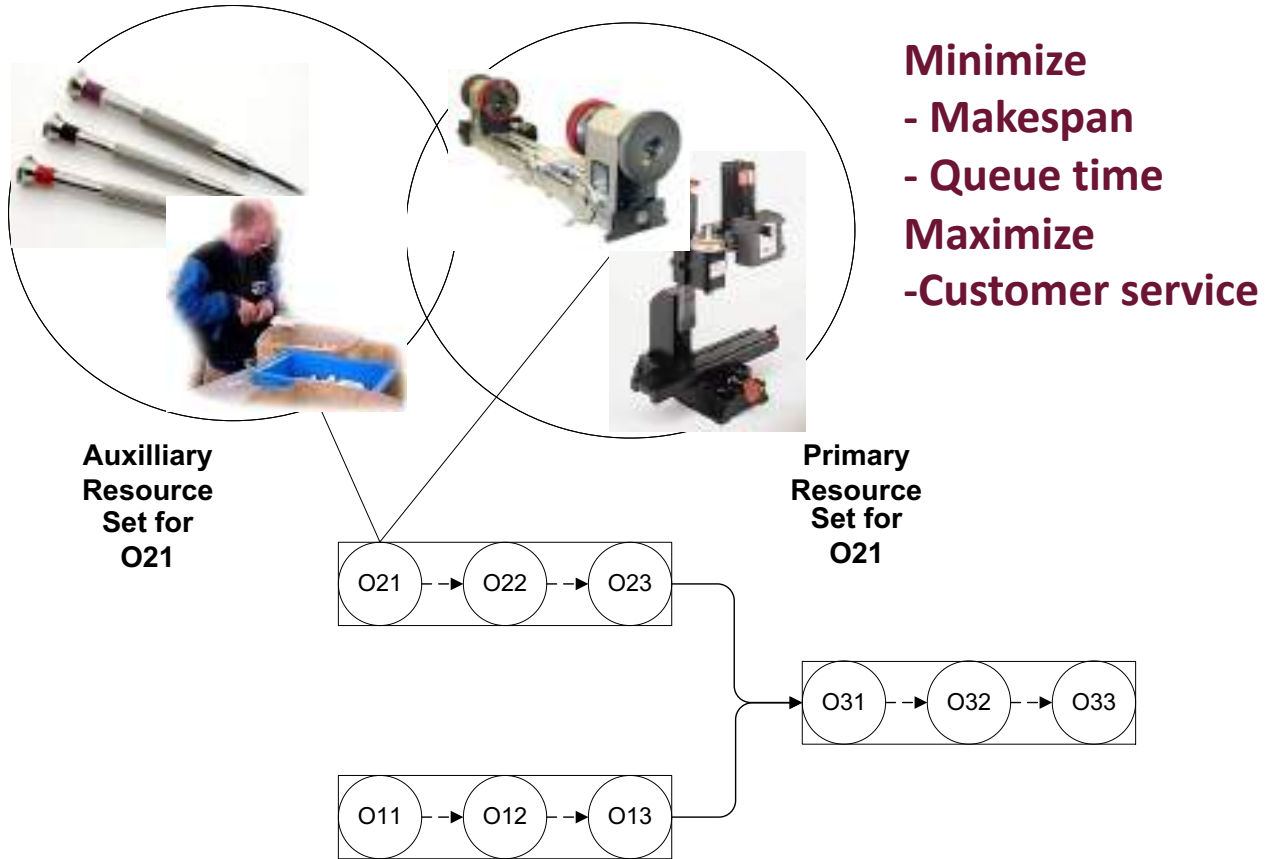 Minimize
- Makespan
- Queue time
Maximize
-Customer service
Auxilliary
Resource
Set for
O21
Primary
Resource
Set for
O21
O21
O22
O23
O31
O32
O33
O11
O12
O13